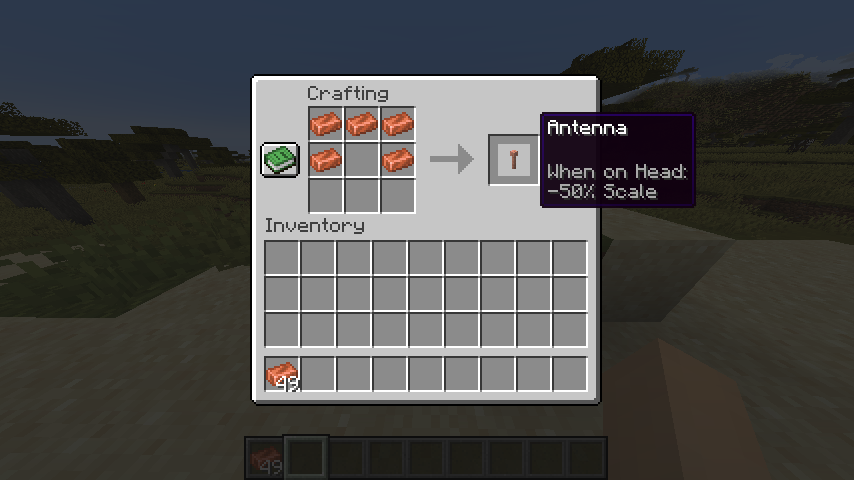 Crafting
Antenna
When on Head:
-50% Scale
Inventory
49
49